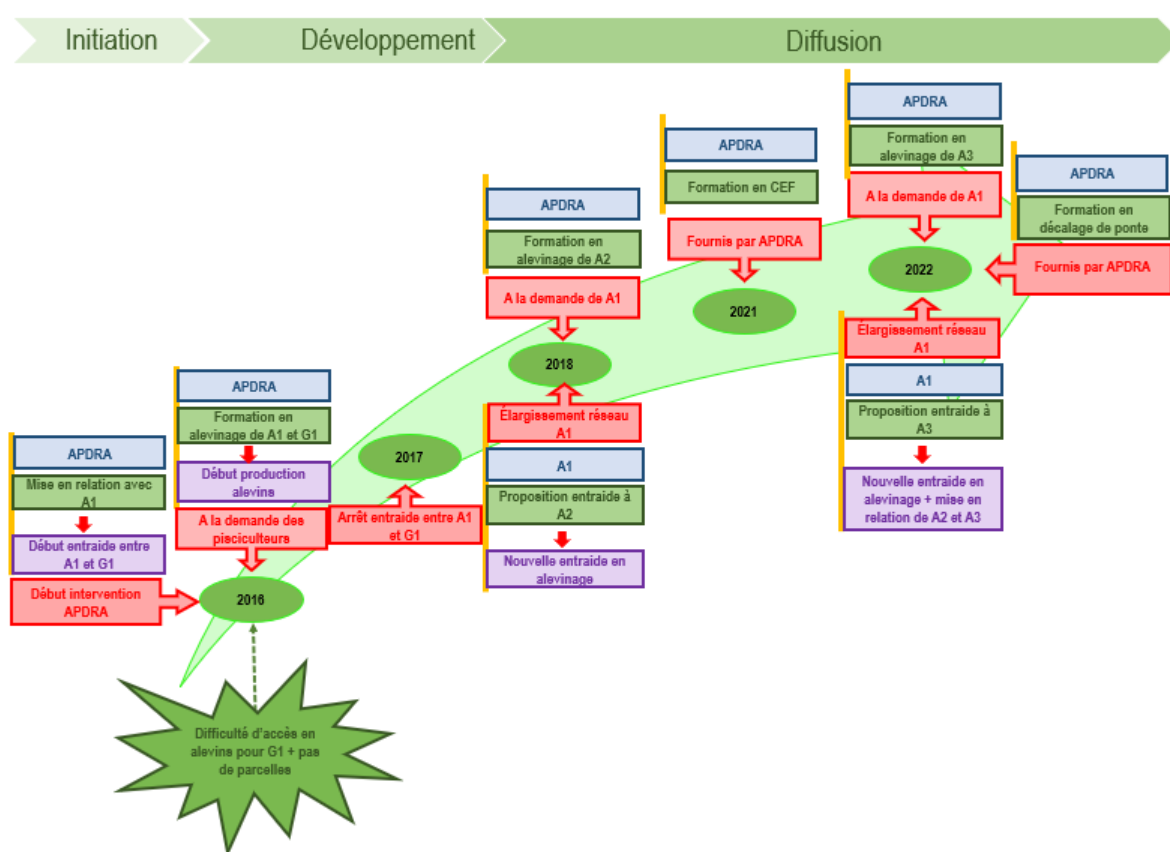 Initiation
Développement
Diffusion
APDRA
Mise en relation avec
A1
Début entraide entre
A1 et G1
Début intervention
APDRA
APDRA
Formation en
alevinage de A1 et G1
Début production
alevins
A la demande des
pisciculteurs
2016
Difficulté d'accès en
alevins pour G1 + pas
de parcelles
2017
Arrêt entraide entre A1
et G1
APDRA
Formation en
alevinage de A2
A la demande de A1
2018
Élargissement réseau
A1
A1
Proposition entraide à
A2
Nouvelle entraide en
alevinage
APDRA
Formation en CEF
Fournis par APDRA
2021
APDRA
Formation en
alevinage de A3
A la demande de A1
2022
APDRA
Formation en
décalage de ponte
Fournis par APDRA
Élargissement réseau
A1
A1
Proposition entraide à
A3
Nouvelle entraide en
alevinage + mise en
relation de A2 et A3